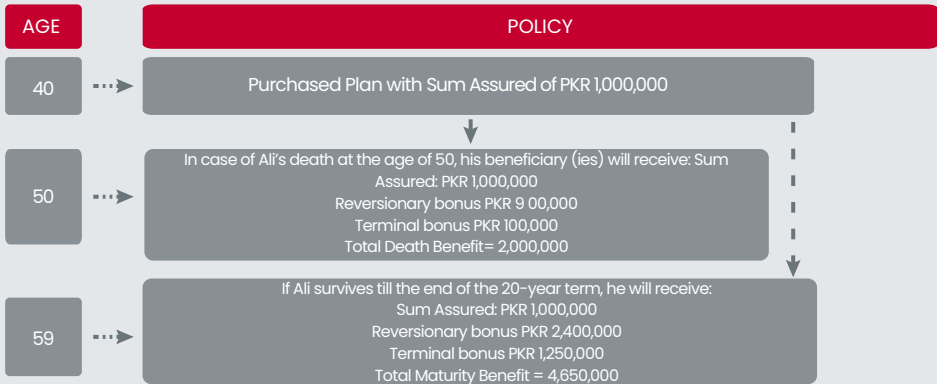 AGE
POLICY
40
Purchased Plan with Sum Assured of PKR 1,000,000
50
In case of Ali's death at the age of 50, his beneficiary (ies) will receive: Sum
Assured: PKR 1,000,000
Reversionary bonus PKR 9 00,000
Terminal bonus PKR 100,000
Total Death Benefit= 2,000,000
59
If Ali survives till the end of the 20-year term, he will receive:
Sum Assured: PKR 1,000,000
Reversionary bonus PKR 2,400,000
Terminal bonus PKR 1,250,000
Total Maturity Benefit = 4,650,000